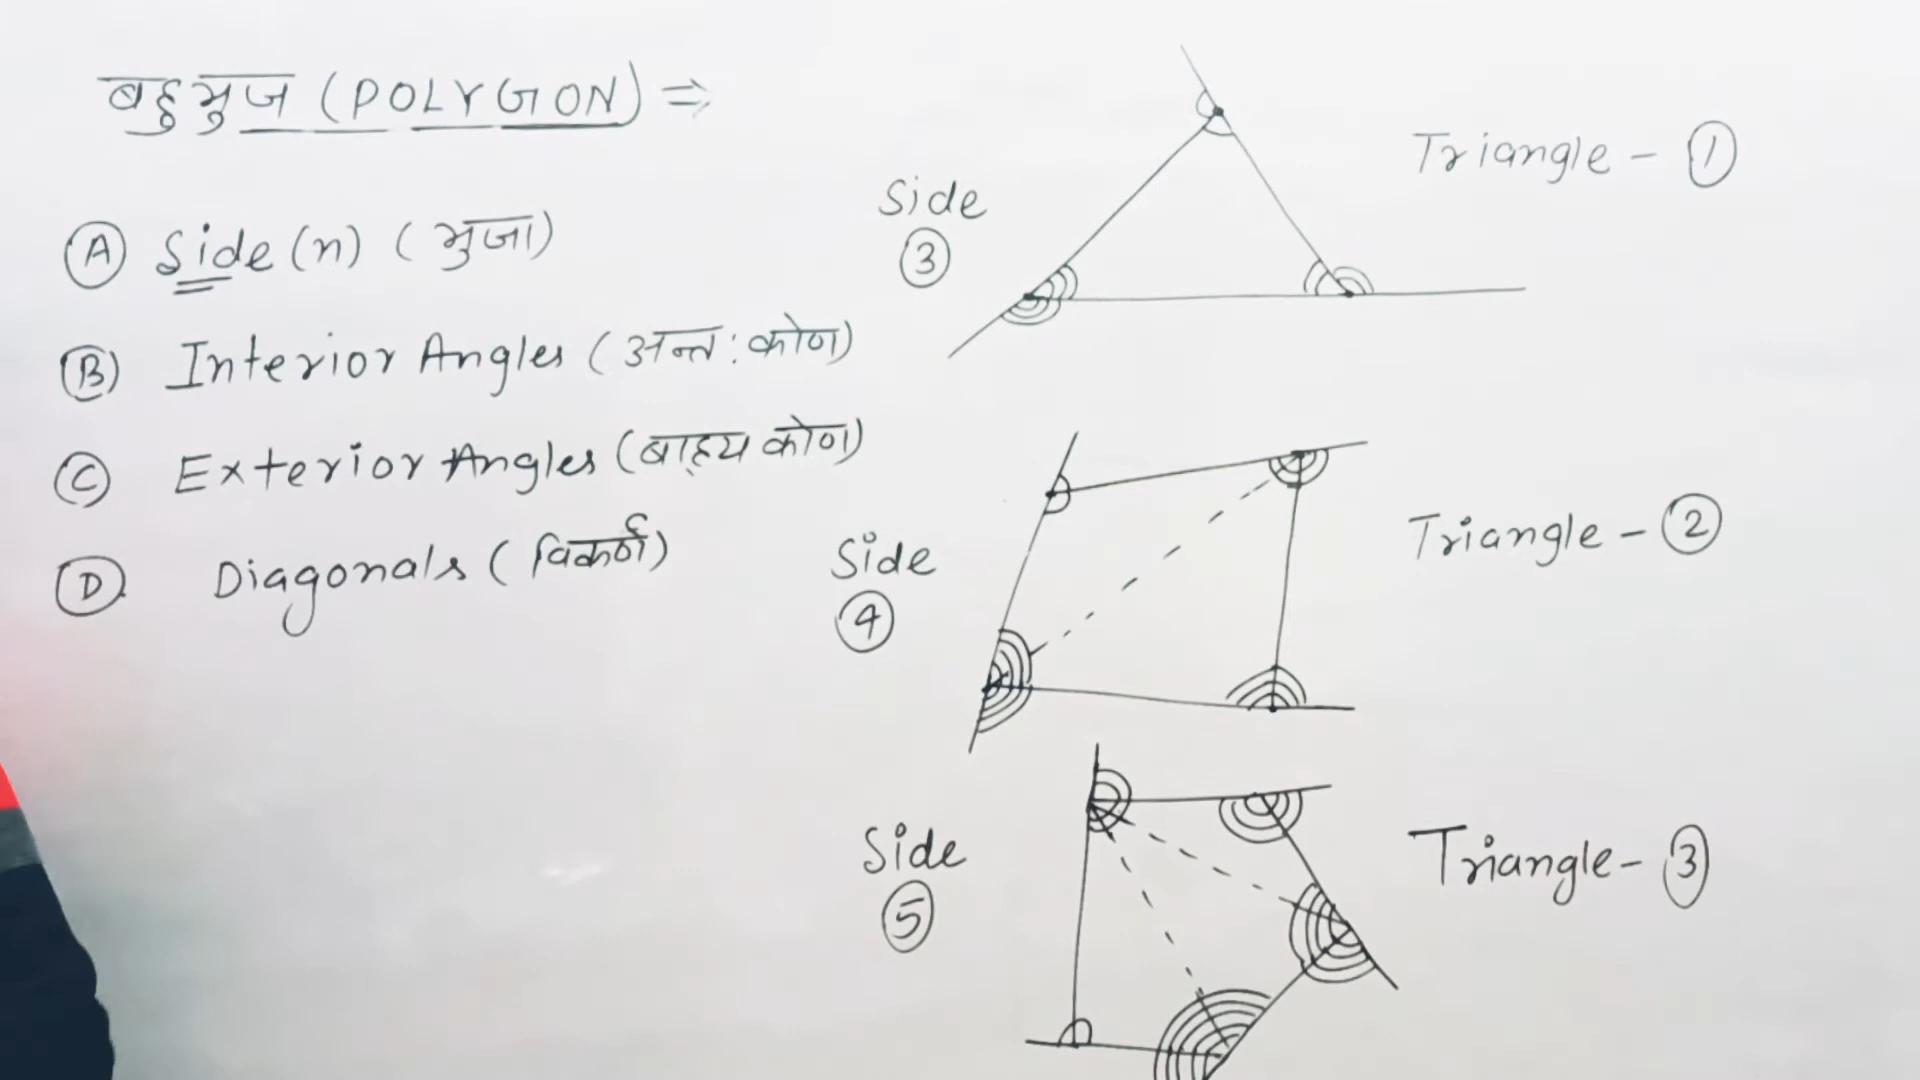 बहुभुज (POLYGON) ⇒
Ⓐ Side (n) (भुजा)
Ⓑ Interior Angles (अन्त:कोण)
Ⓒ Exterior Angles (बाह्य कोण)
Ⓓ Diagonals (विकर्ण)
Side
③
Triangle - ①
Side
④
Triangle - ②
Side
⑤
Triangle - ③